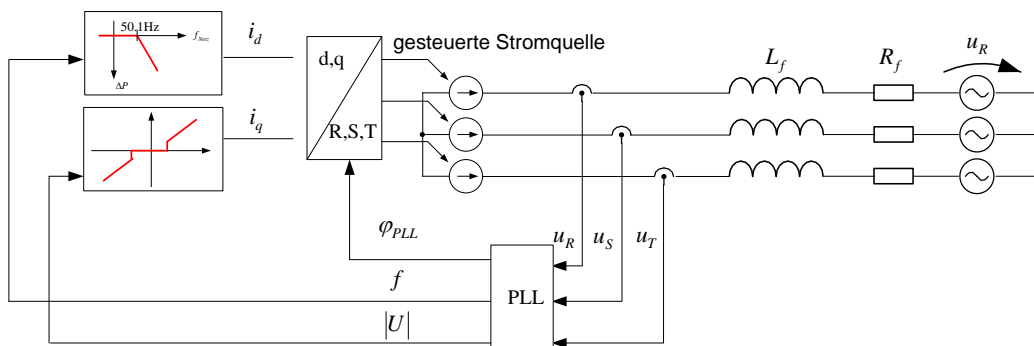 50,1Hz
f_Netz
ΔP
i_d
i_q
d,q
R,S,T
gesteuerte Stromquelle
L_f
R_f
u_R
φ_PLL
f
|U|
u_R
u_S
u_T
PLL